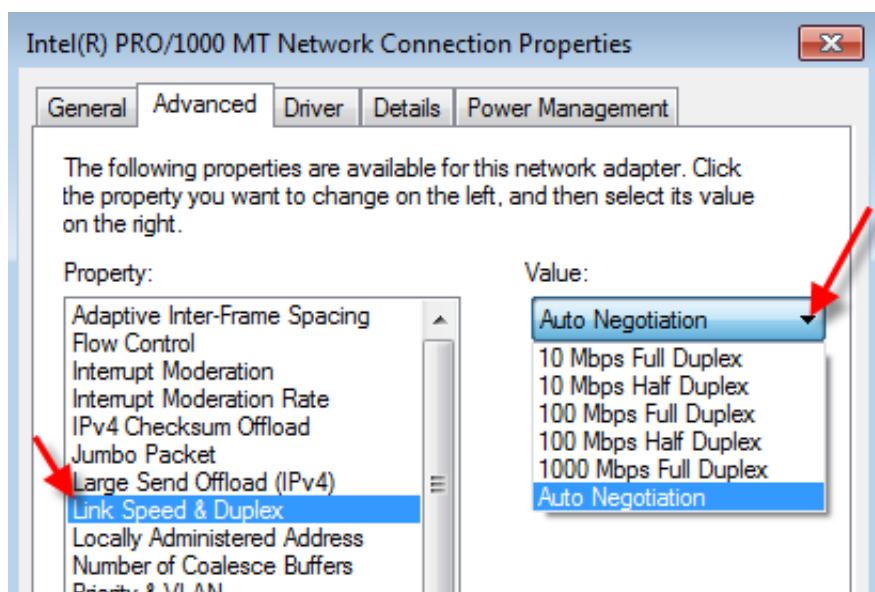 Intel(R) PRO/1000 MT Network Connection Properties
General Advanced Driver Details Power Management
The following properties are available for this network adapter. Click
the property you want to change on the left, and then select its value
on the right.
Property:
Value:
Adaptive Inter-Frame Spacing
Flow Control
Interrupt Moderation
Interrupt Moderation Rate
IPv4 Checksum Offload
Jumbo Packet
Large Send Offload (IPv4)
Link Speed & Duplex
Locally Administered Address
Number of Coalesce Buffers
Priority & VLAN
Auto Negotiation
10 Mbps Full Duplex
10 Mbps Half Duplex
100 Mbps Full Duplex
100 Mbps Half Duplex
1000 Mbps Full Duplex
Auto Negotiation